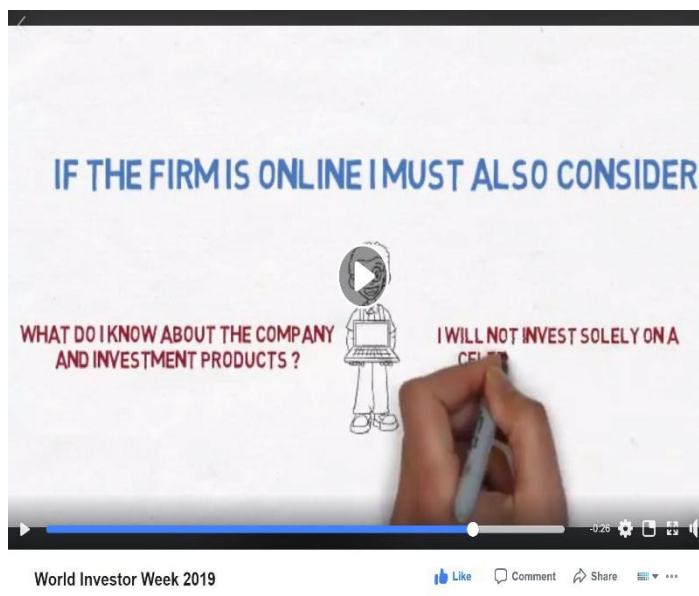 IF THE FIRM IS ONLINE I MUST ALSO CONSIDER
WHAT DO I KNOW ABOUT THE COMPANY
AND INVESTMENT PRODUCTS ?
I WILL NOT INVEST SOLELY ON A
-0:26
World Investor Week 2019
Like
Comment
Share